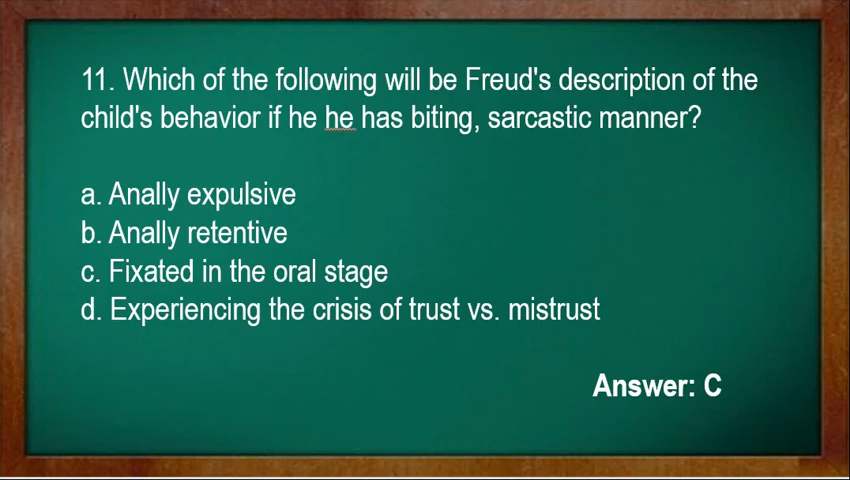 11. Which of the following will be Freud's description of the
child's behavior if he he has biting, sarcastic manner?
a. Anally expulsive
b. Anally retentive
c. Fixated in the oral stage
d. Experiencing the crisis of trust vs. mistrust
Answer: C